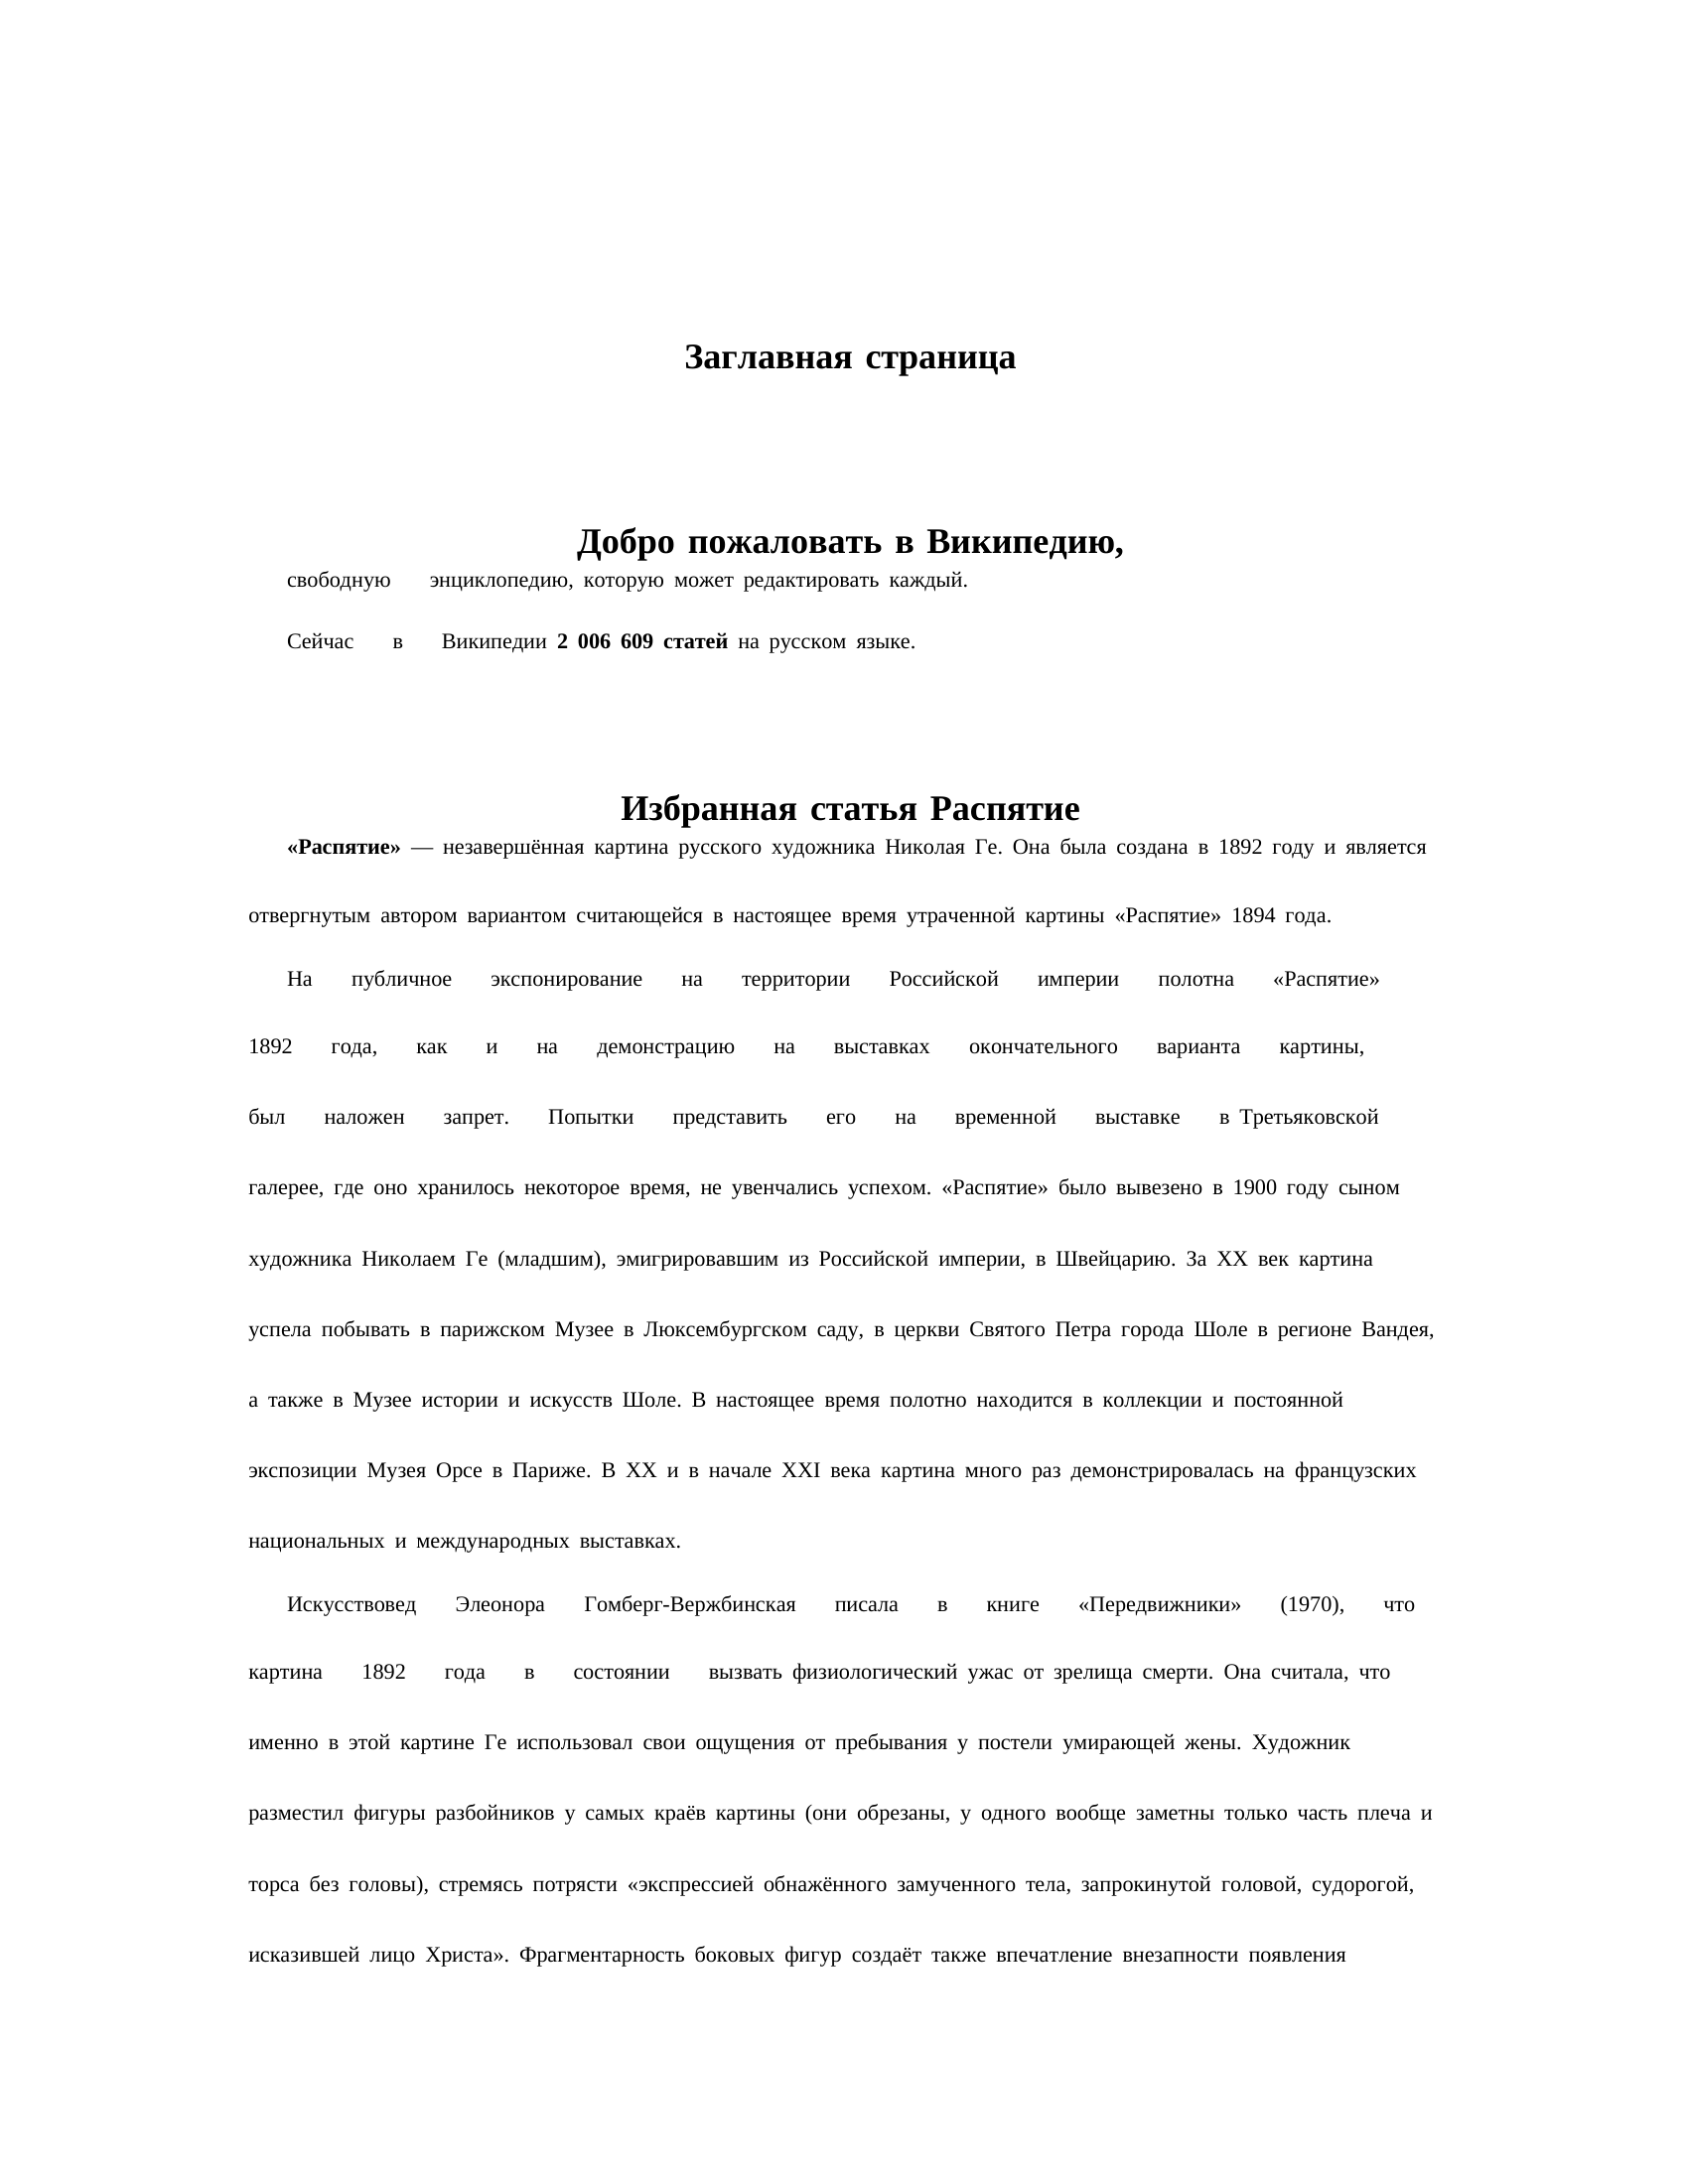 Заглавная страница
Добро пожаловать в Википедию,
свободную энциклопедию, которую может редактировать каждый.
Сейчас в Википедии 2 006 609 статей на русском языке.
Избранная статья Распятие
«Распятие» — незавершённая картина русского художника Николая Ге. Она была создана в 1892 году и является
отвергнутым автором вариантом считающейся в настоящее время утраченной картины «Распятие» 1894 года.
На публичное экспонирование на территории Российской империи полотна «Распятие»
1892 года, как и на демонстрацию на выставках окончательного варианта картины,
был наложен запрет. Попытки представить его на временной выставке в Третьяковской
галерее, где оно хранилось некоторое время, не увенчались успехом. «Распятие» было вывезено в 1900 году сыном
художника Николаем Ге (младшим), эмигрировавшим из Российской империи, в Швейцарию. За XX век картина
успела побывать в парижском Музее в Люксембургском саду, в церкви Святого Петра города Шоле в регионе Вандея,
а также в Музее истории и искусств Шоле. В настоящее время полотно находится в коллекции и постоянной
экспозиции Музея Орсе в Париже. В XX и в начале XXI века картина много раз демонстрировалась на французских
национальных и международных выставках.
Искусствовед Элеонора Гомберг-Вержбинская писала в книге «Передвижники» (1970), что
картина 1892 года в состоянии вызвать физиологический ужас от зрелища смерти. Она считала, что
именно в этой картине Ге использовал свои ощущения от пребывания у постели умирающей жены. Художник
разместил фигуры разбойников у самых краёв картины (они обрезаны, у одного вообще заметны только часть плеча и
торса без головы), стремясь потрясти «экспрессией обнажённого замученного тела, запрокинутой головой, судорогой,
исказившей лицо Христа». Фрагментарность боковых фигур создаёт также впечатление внезапности появления